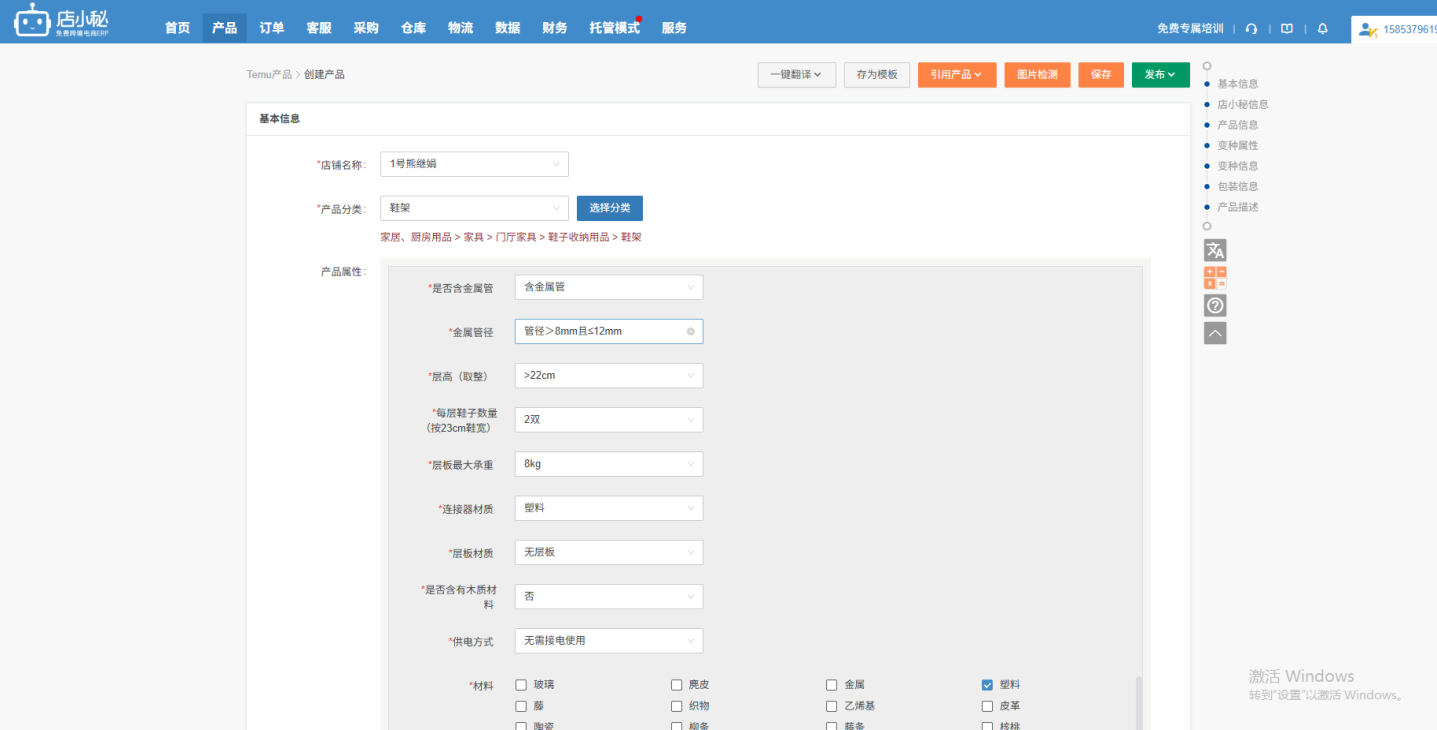 店小秘
免费跨境电商ERP
首页 产品 订单 客服 采购 仓库 物流 数据 财务 托管模式 服务
免费专属培训
1585379619
Temu产品 > 创建产品
一键翻译 存为模板 引用产品 图片检测 保存 发布
基本信息
*店铺名称: 1号熊继娟
*产品分类: 鞋架 选择分类
家居、厨房用品 > 家具 > 门厅家具 > 鞋子收纳用品 > 鞋架
产品属性:
*是否含金属管 含金属管
*金属管径 管径＞8mm且≤12mm
*层高（取整） >22cm
*每层鞋子数量
（按23cm鞋宽） 2双
*层板最大承重 8kg
*连接器材质 塑料
*层板材质 无层板
*是否含有木质材
料 否
*供电方式 无需接电使用
*材料 玻璃 麂皮 金属 塑料
藤 织物 乙烯基 皮革
陶瓷 柳条 藤条 核桃
基本信息
店小秘信息
产品信息
变种属性
变种信息
包装信息
产品描述
激活 Windows
转到"设置"以激活 Windows。